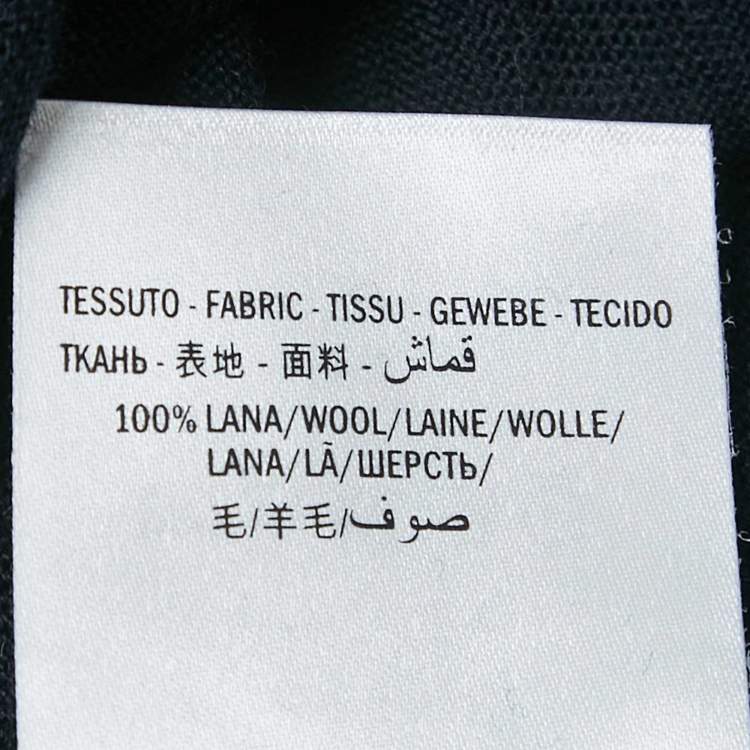 TESSUTO - FABRIC - TISSU - GEWEBE - TECIDO
ТКАНЬ - 表地 - 面料 - قماش
100% LANA/WOOL/LAINE/WOLLE/
LANA/LÃ/ШЕРСТЬ/
毛/羊毛/صوف